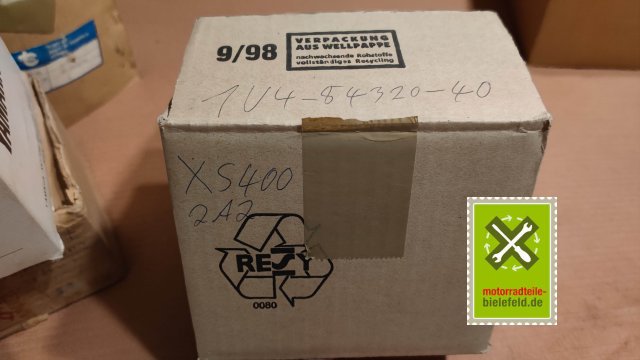 9/98
VERPACKUNG
AUS WELLPAPPE
nachwachsende Rohstoffe
vollständiges Recycling
1U4-84320-40
XS400
2A2
RESY
0080
motorradteile-
bielefeld.de